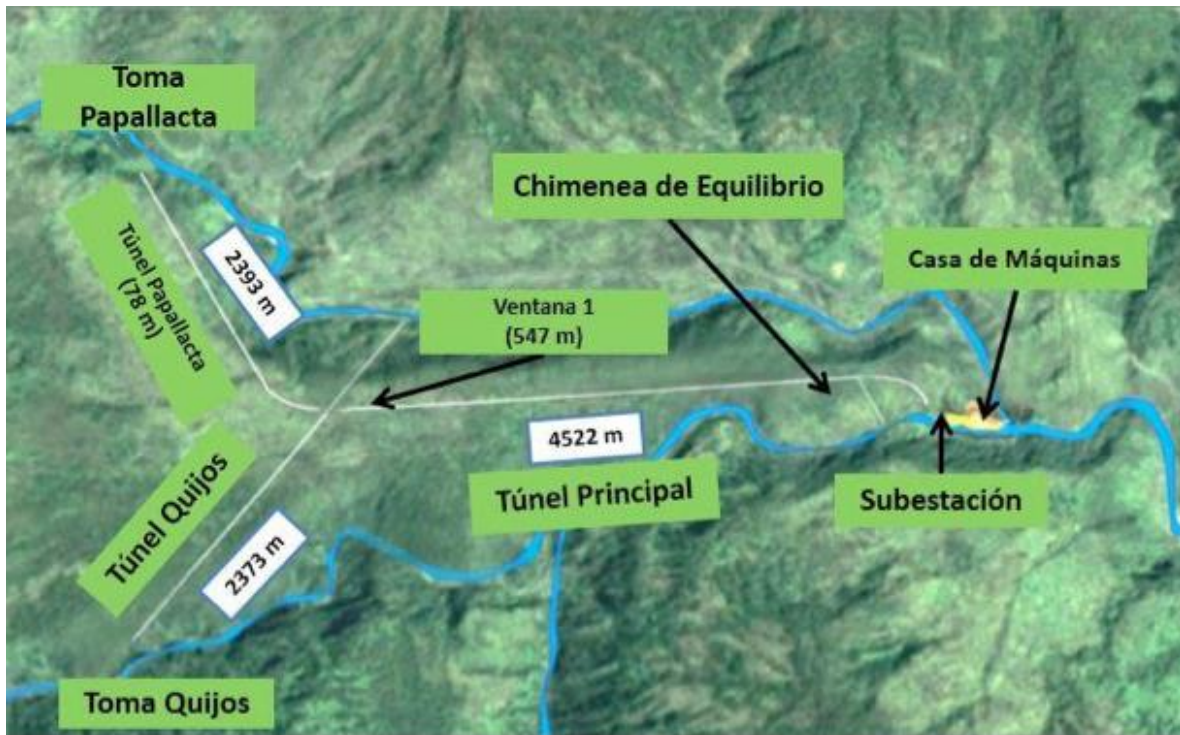 Toma
Papallacta
Chimenea de Equilibrio
Casa de Máquinas
Túnel Papallacta
(78 m)
2393 m
Ventana 1
(547 m)
4522 m
Túnel Principal
Subestación
Túnel Quijos
2373 m
Toma Quijos